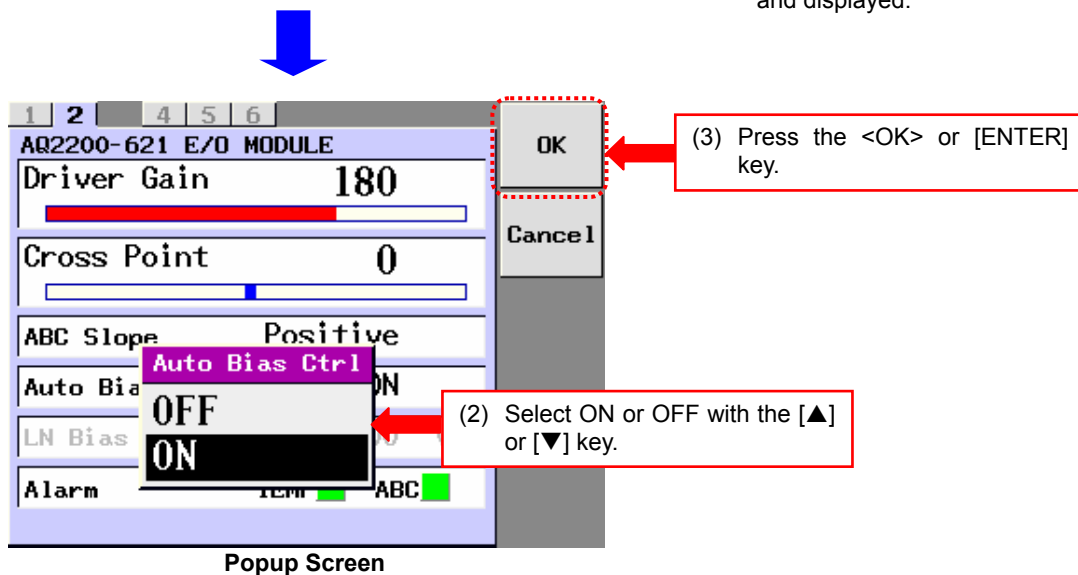 and displayed.
1 2 4 5 6
AQ2200-621 E/O MODULE
Driver Gain 180
Cross Point 0
ABC Slope Positive
Auto Bias Ctrl
Auto Bia ON
OFF
LN Bias
ON
Alarm TEMP ABC
OK
Cancel
(3) Press the <OK> or [ENTER]
key.
(2) Select ON or OFF with the [▲]
or [▼] key.
Popup Screen